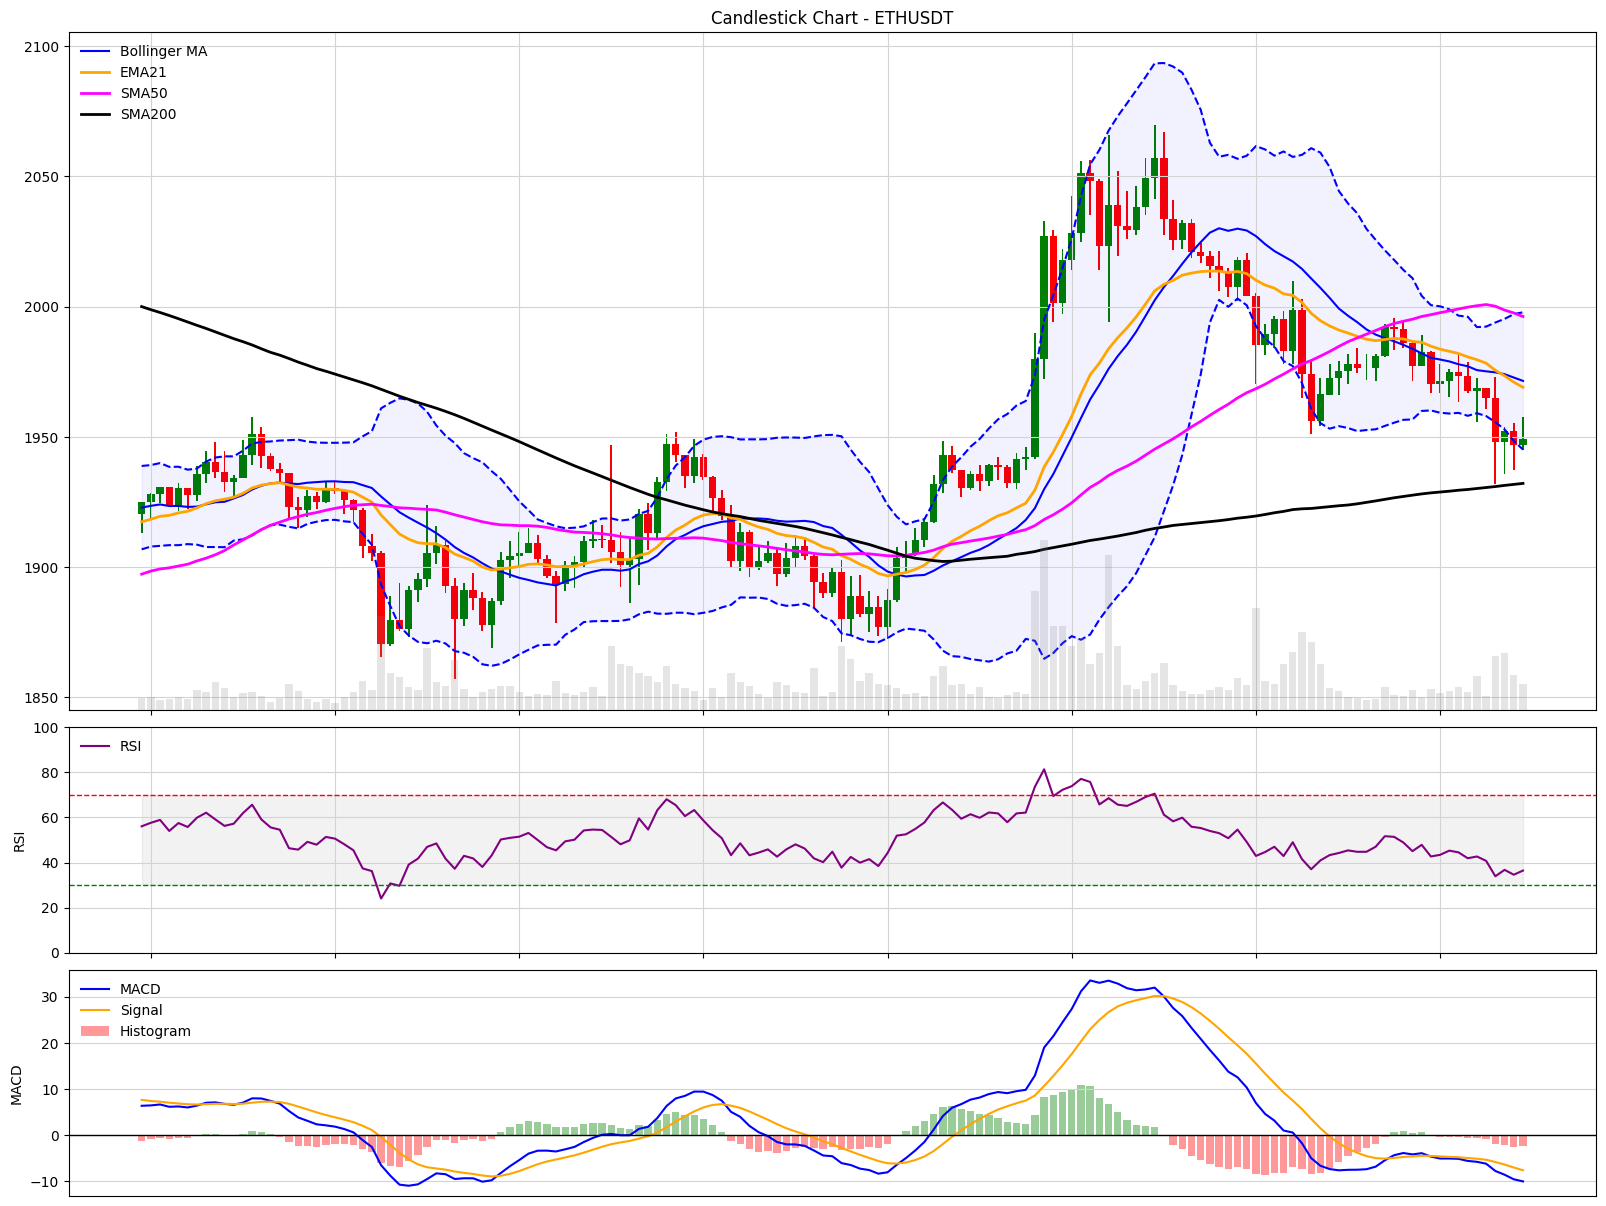 Candlestick Chart - ETHUSDT
Bollinger MA
EMA21
SMA50
SMA200
2100
2050
2000
1950
1900
1850
RSI
RSI
100
80
60
40
20
0
MACD
Signal
Histogram
MACD
30
20
10
0
−10